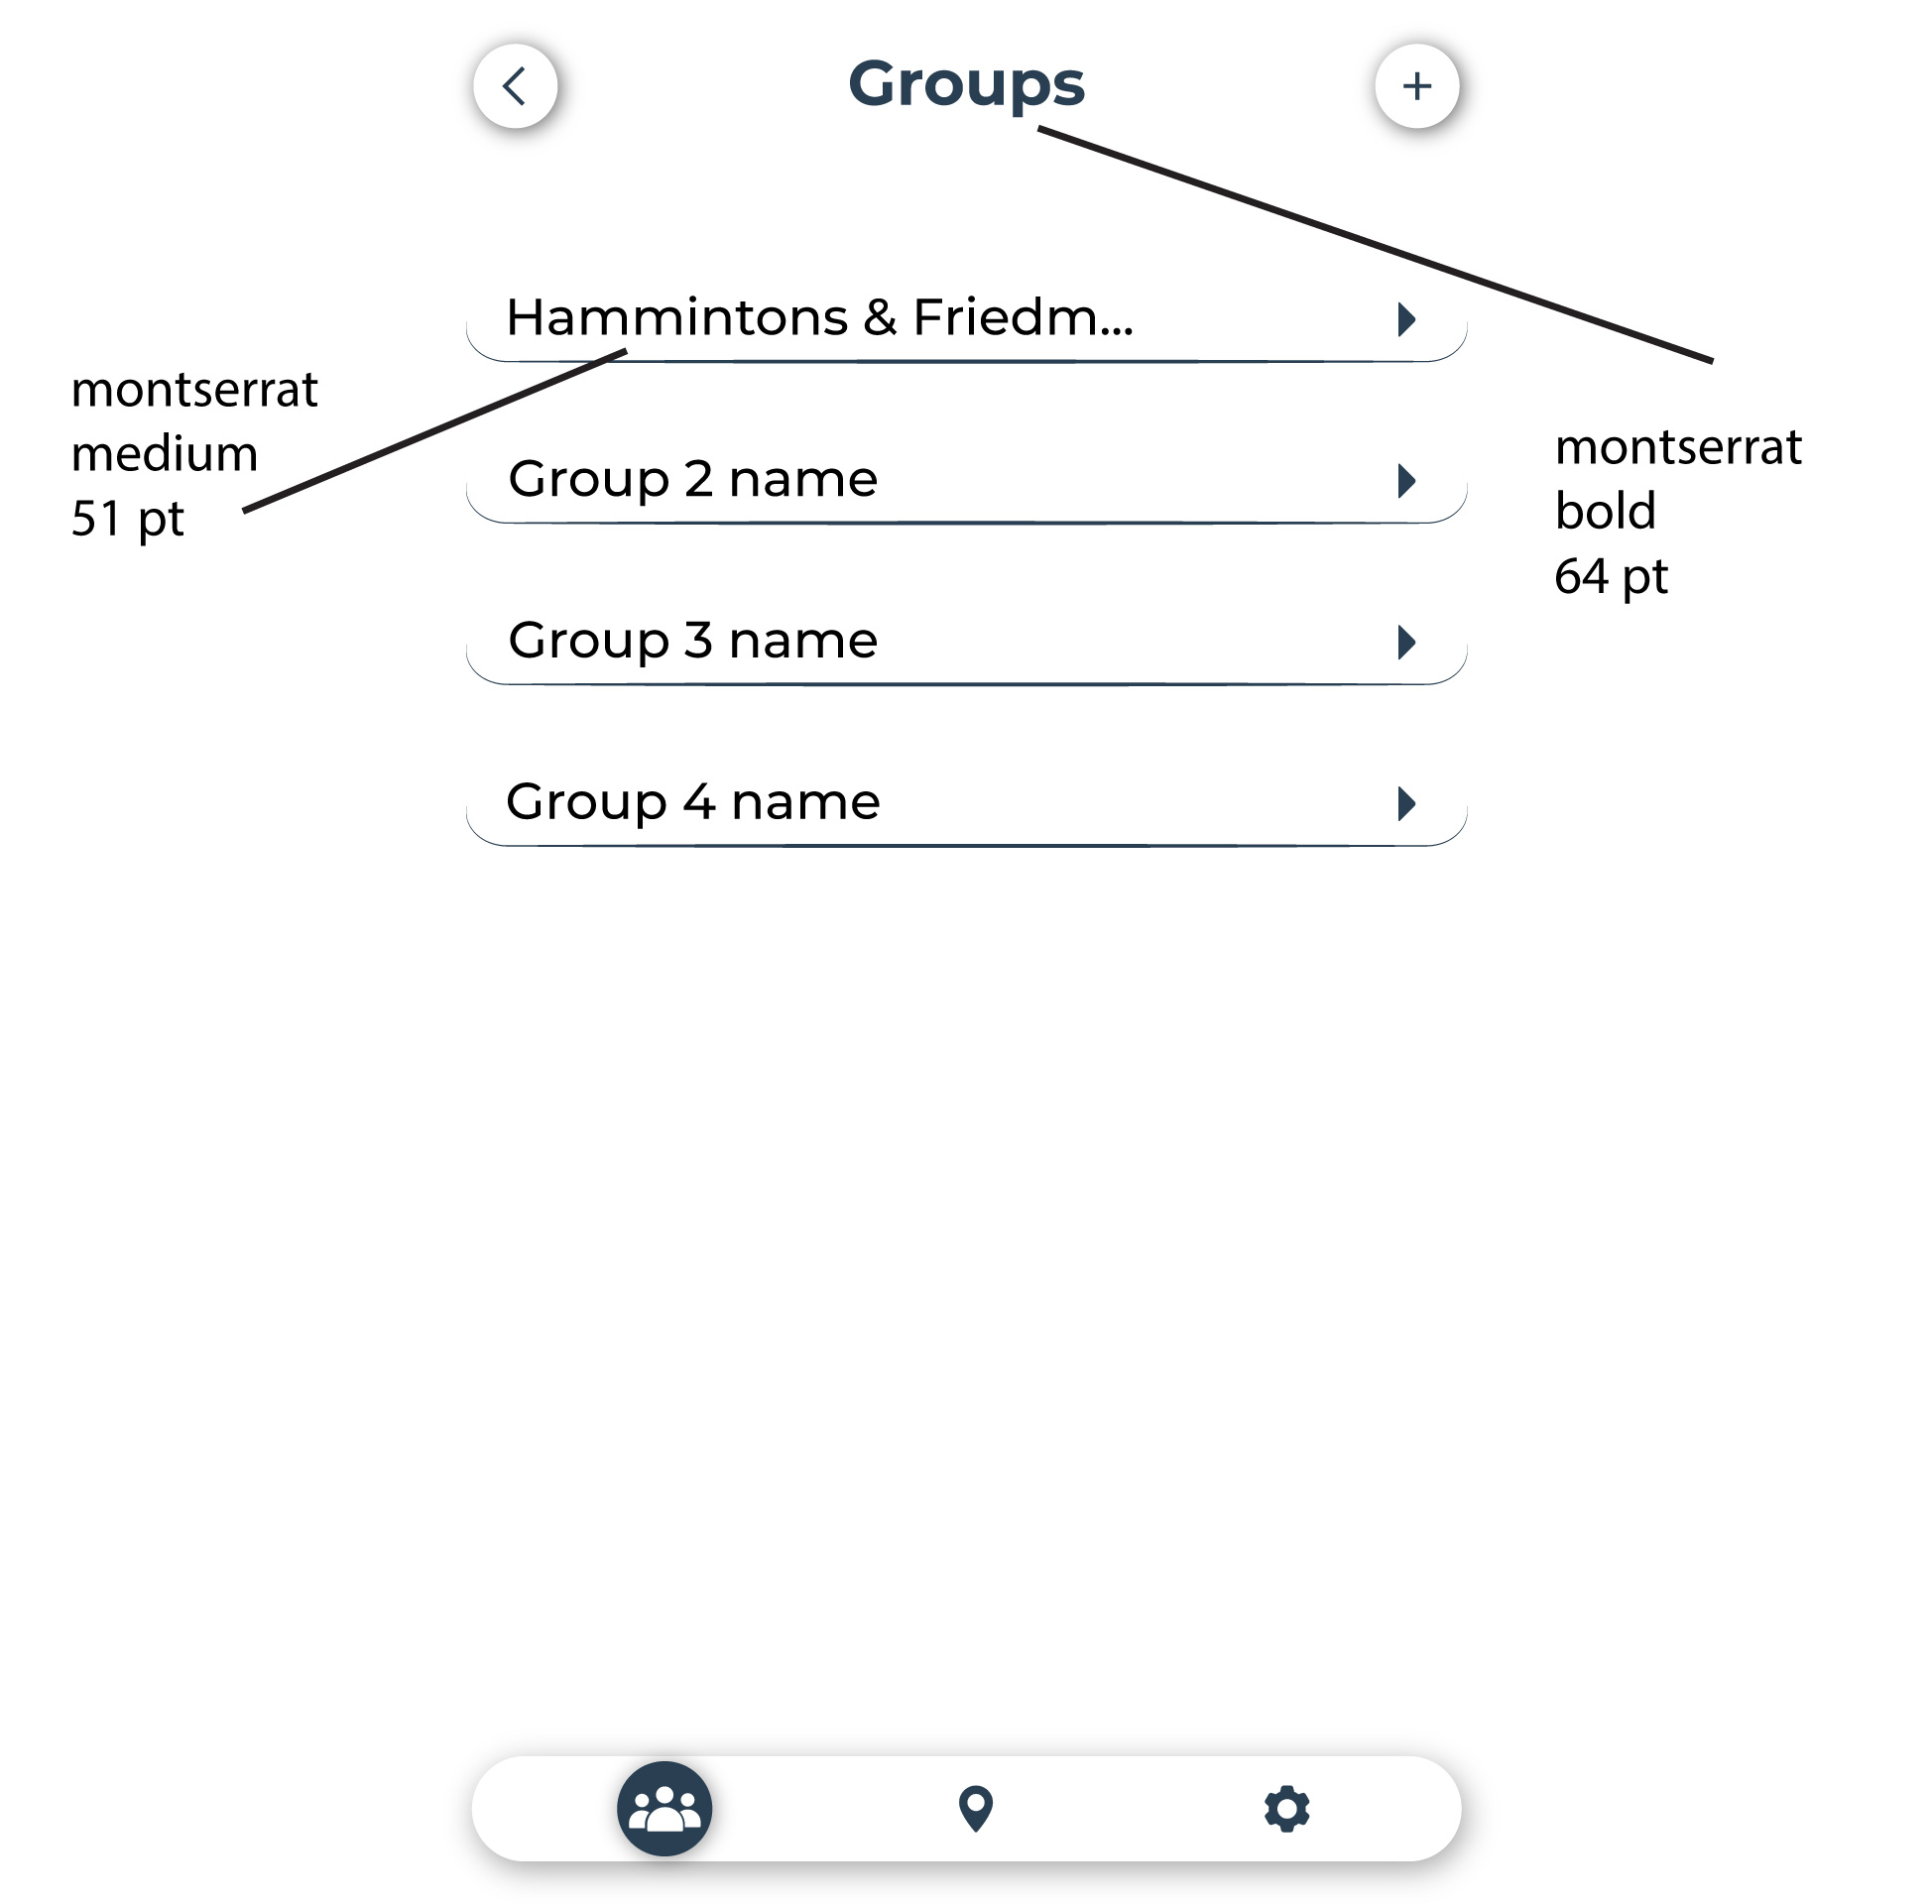 Groups
Hammintons & Friedm...
montserrat
medium
51 pt
Group 2 name
montserrat
bold
64 pt
Group 3 name
Group 4 name